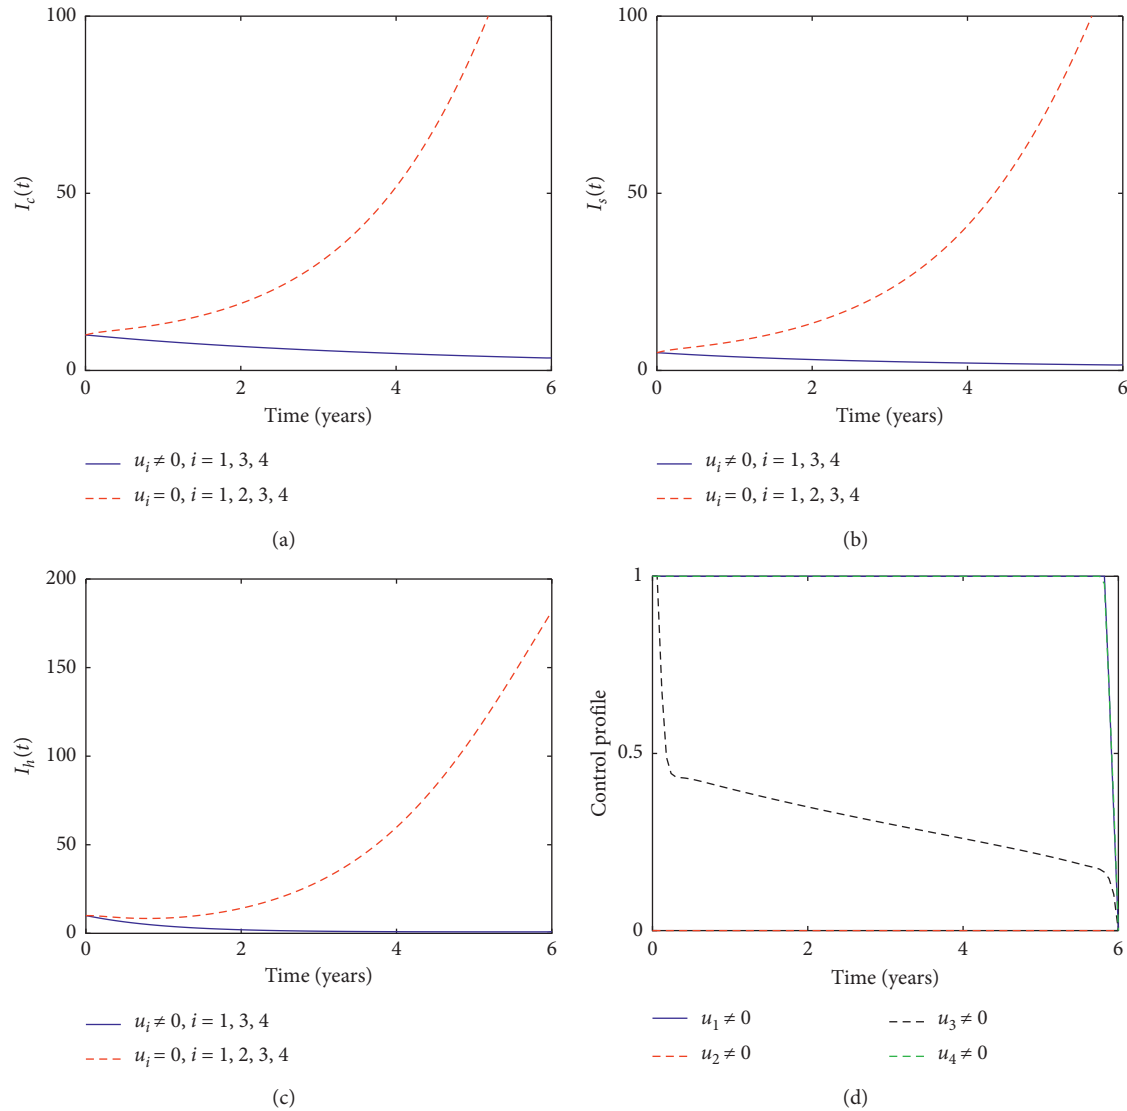 100
50
0
I_c(t)
0 2 4 6
Time (years)
u_i ≠ 0, i = 1, 3, 4
u_i = 0, i = 1, 2, 3, 4
(a)
100
50
0
I_s(t)
0 2 4 6
Time (years)
u_i ≠ 0, i = 1, 3, 4
u_i = 0, i = 1, 2, 3, 4
(b)
200
150
100
50
0
I_h(t)
0 2 4 6
Time (years)
u_i ≠ 0, i = 1, 3, 4
u_i = 0, i = 1, 2, 3, 4
(c)
1
0.5
0
Control profile
0 2 4 6
Time (years)
u_1 ≠ 0
u_2 ≠ 0
u_3 ≠ 0
u_4 ≠ 0
(d)